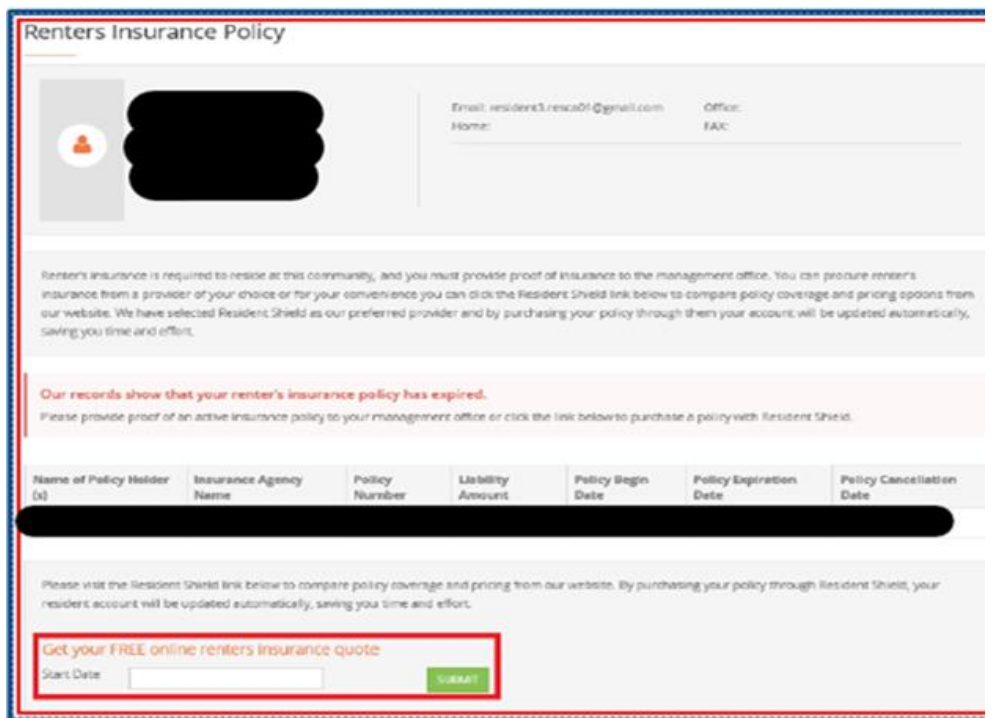 Renters Insurance Policy
Email: resident3.resca01@gmail.com Office:
Home: FAX:
Renter's insurance is required to reside at this community, and you must provide proof of insurance to the management office. You can procure renter's
insurance from a provider of your choice or for your convenience you can click the Resident Shield link below to compare policy coverage and pricing options from
our website. We have selected Resident Shield as our preferred provider and by purchasing your policy through them your account will be updated automatically,
saving you time and effort.
Our records show that your renter's insurance policy has expired.
Please provide proof of an active insurance policy to your management office or click the link below to purchase a policy with Resident Shield.
Name of Policy Holder Insurance Agency Policy Liability Policy Begin Policy Expiration Policy Cancellation
(s) Name Number Amount Date Date Date
Please visit the Resident Shield link below to compare policy coverage and pricing from our website. By purchasing your policy through Resident Shield, your
resident account will be updated automatically, saving you time and effort.
Get your FREE online renters insurance quote
Start Date SUBMIT